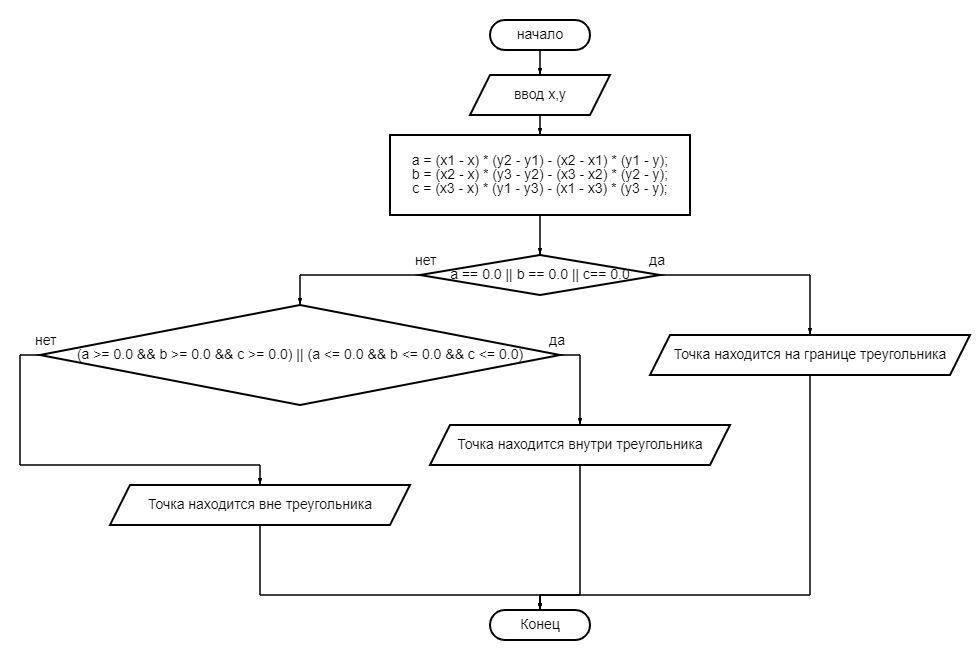 начало
ввод x,y
a = (x1 - x) * (y2 - y1) - (x2 - x1) * (y1 - y);
b = (x2 - x) * (y3 - y2) - (x3 - x2) * (y2 - y);
c = (x3 - x) * (y1 - y3) - (x1 - x3) * (y3 - y);
нет
да
a == 0.0 || b == 0.0 || c== 0.0
нет
да
(a >= 0.0 && b >= 0.0 && c >= 0.0) || (a <= 0.0 && b <= 0.0 && c <= 0.0)
Точка находится на границе треугольника
Точка находится внутри треугольника
Точка находится вне треугольника
Конец